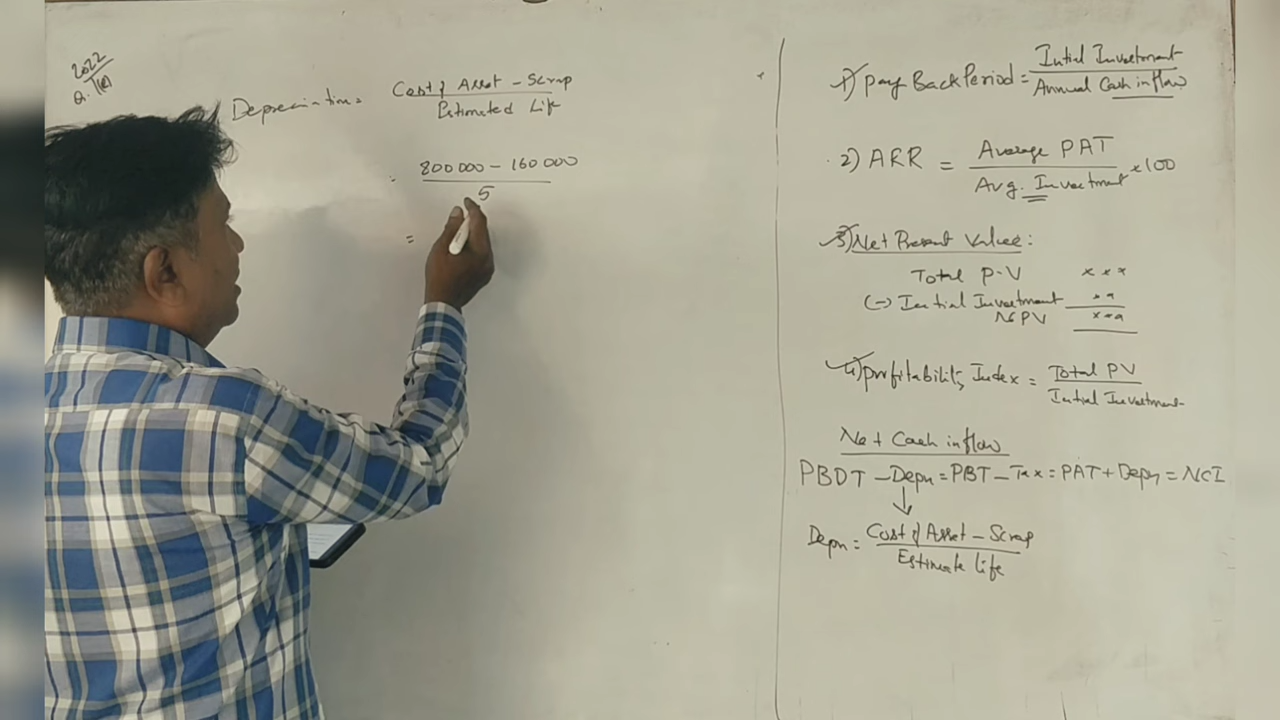 2022
Q. 1(e)
Depreciation = Cost of Asset - Scrap
Estimated Life
= 800000 - 160000
5
=
1) Pay Back Period = Intial Investment
Annual Cash inflow
2) ARR = Average PAT × 100
Avg. Investment
3) Net Present Value:
Total P.V × × ×
(-) Intial Investment × ×
NPV × × ×
4) Profitability Index = Total PV
Intial Investment
Net Cash inflow
PBDT - Depn = PBT - Tax = PAT + Depn = NCI
Depn = Cost of Asset - Scrap
Estimate life